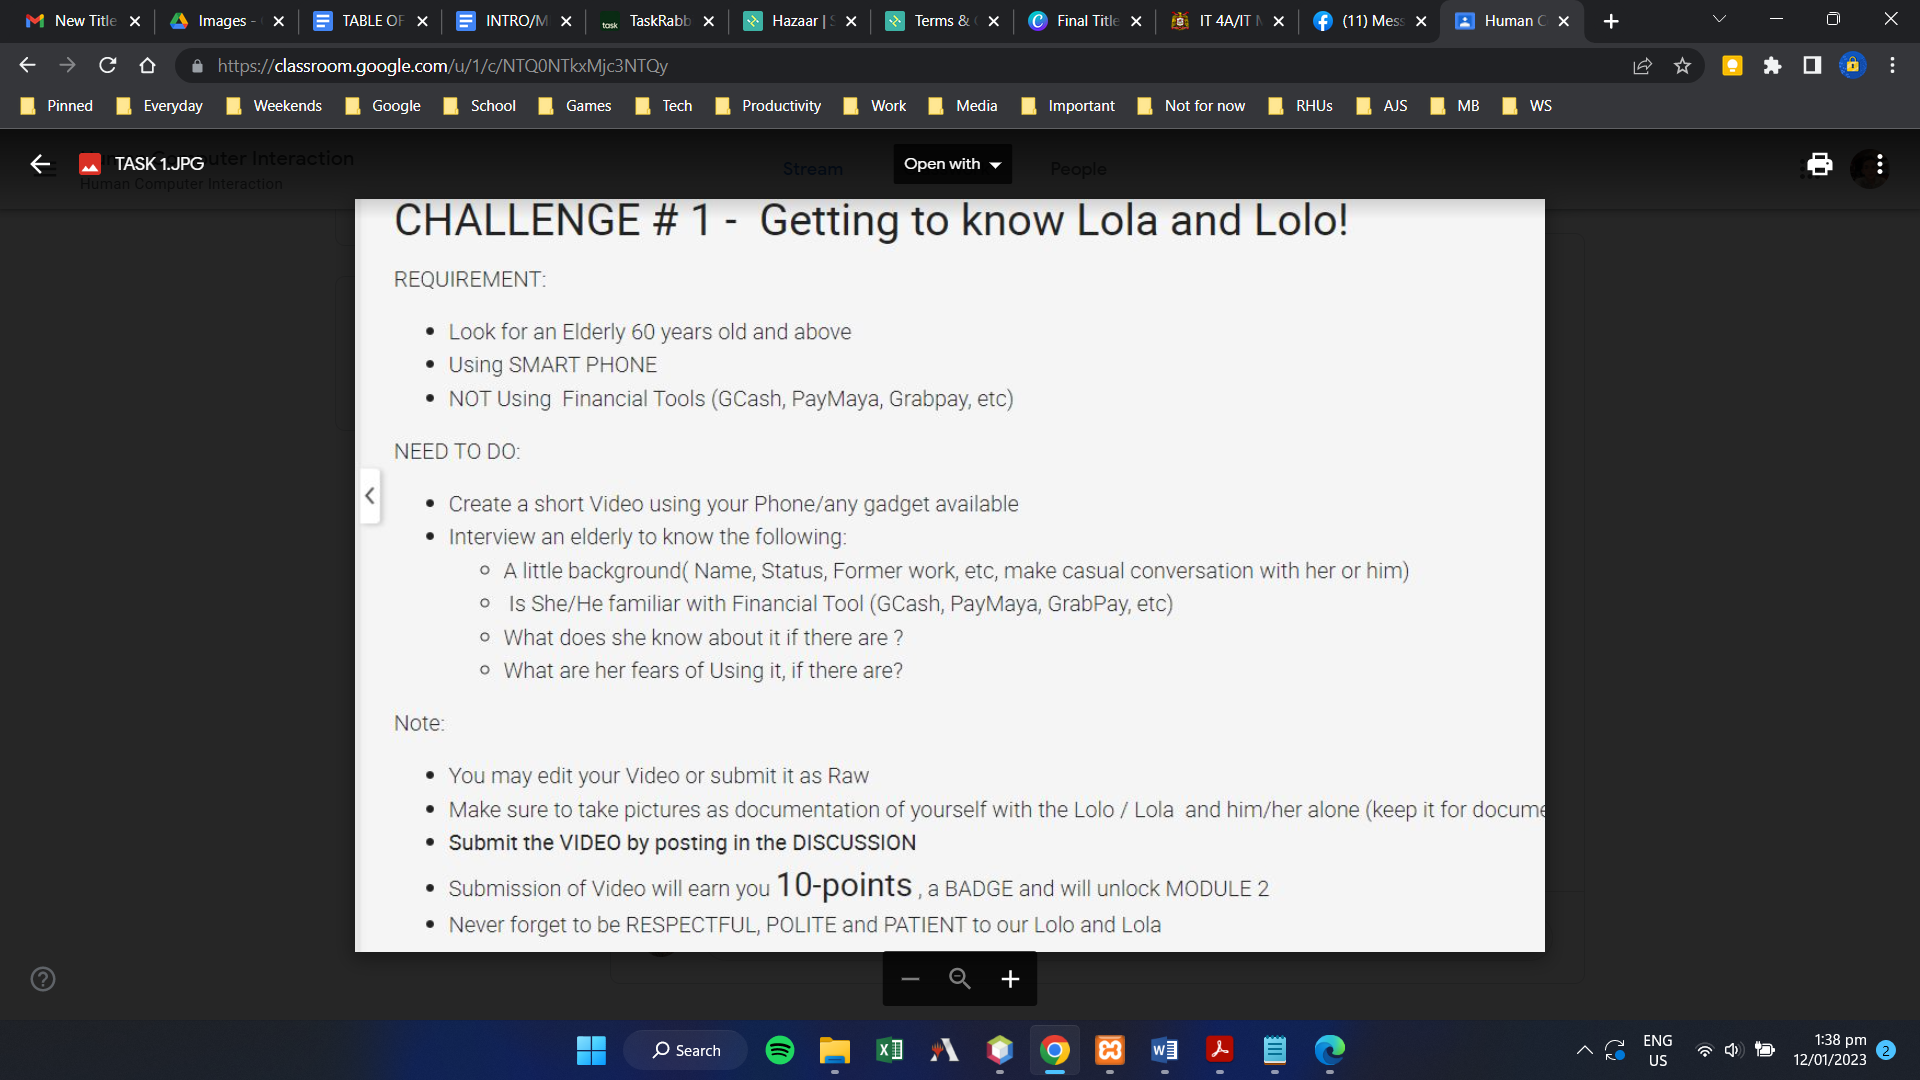 New Title
Images -
TABLE OF
INTRO/M
task
TaskRabb
Hazaar | S
Terms &
Final Title
IT 4A/IT
(11) Mess
Human C
https://classroom.google.com/u/1/c/NTQ0NTkxMjc3NTQy
Pinned
Everyday
Weekends
Google
School
Games
Tech
Productivity
Work
Media
Important
Not for now
RHUs
AJS
MB
WS
TASK 1.JPG
uter Interaction
Human Computer Interaction
Stream
Open with
People
CHALLENGE # 1 - Getting to know Lola and Lolo!
REQUIREMENT:
• Look for an Elderly 60 years old and above
• Using SMART PHONE
• NOT Using Financial Tools (GCash, PayMaya, Grabpay, etc)
NEED TO DO:
• Create a short Video using your Phone/any gadget available
• Interview an elderly to know the following:
○ A little background( Name, Status, Former work, etc, make casual conversation with her or him)
○ Is She/He familiar with Financial Tool (GCash, PayMaya, GrabPay, etc)
○ What does she know about it if there are ?
○ What are her fears of Using it, if there are?
Note:
• You may edit your Video or submit it as Raw
• Make sure to take pictures as documentation of yourself with the Lolo / Lola and him/her alone (keep it for docume
• Submit the VIDEO by posting in the DISCUSSION
• Submission of Video will earn you 10-points , a BADGE and will unlock MODULE 2
• Never forget to be RESPECTFUL, POLITE and PATIENT to our Lolo and Lola
Search
ENG
US
1:38 pm
12/01/2023
2